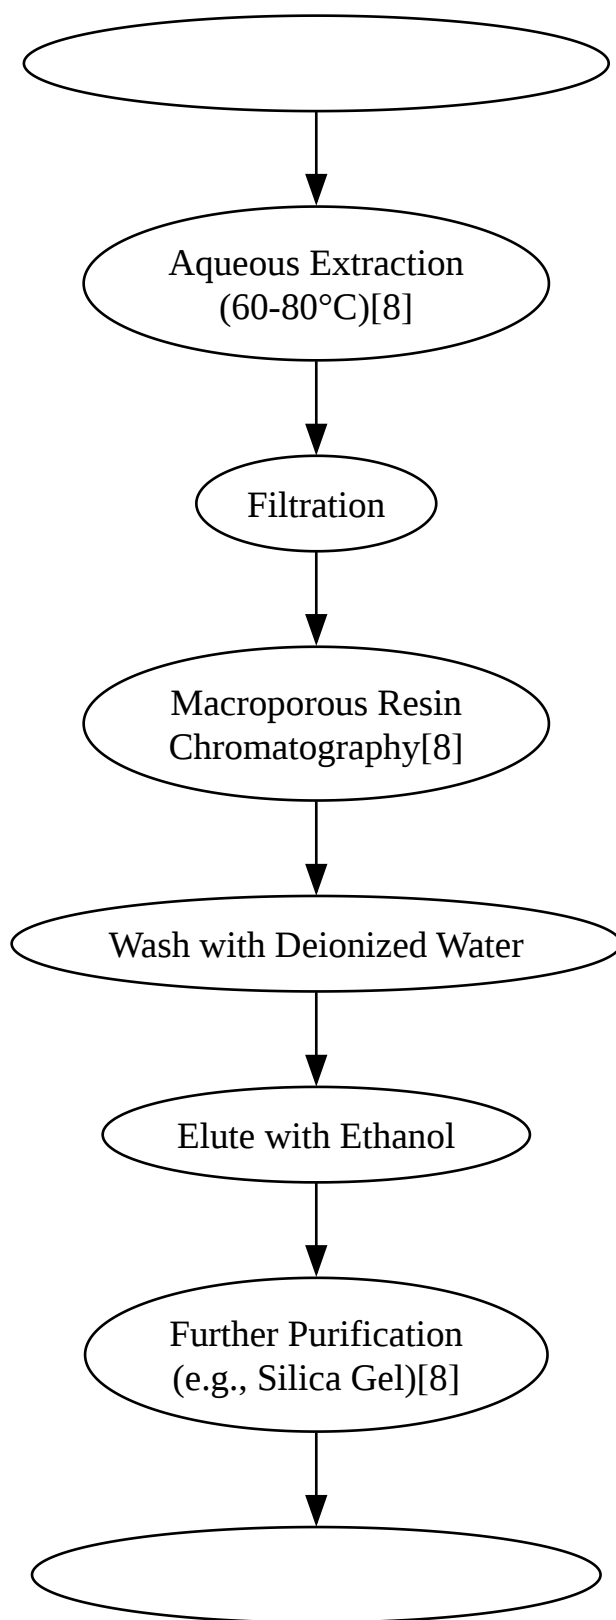 Aqueous Extraction
(60-80°C)[8]
Filtration
Macroporous Resin
Chromatography[8]
Wash with Deionized Water
Elute with Ethanol
Further Purification
(e.g., Silica Gel)[8]